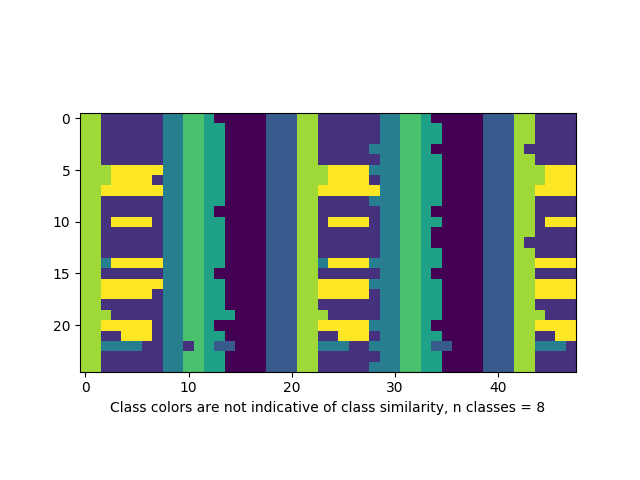 0
5
10
15
20
0 10 20 30 40
Class colors are not indicative of class similarity, n classes = 8